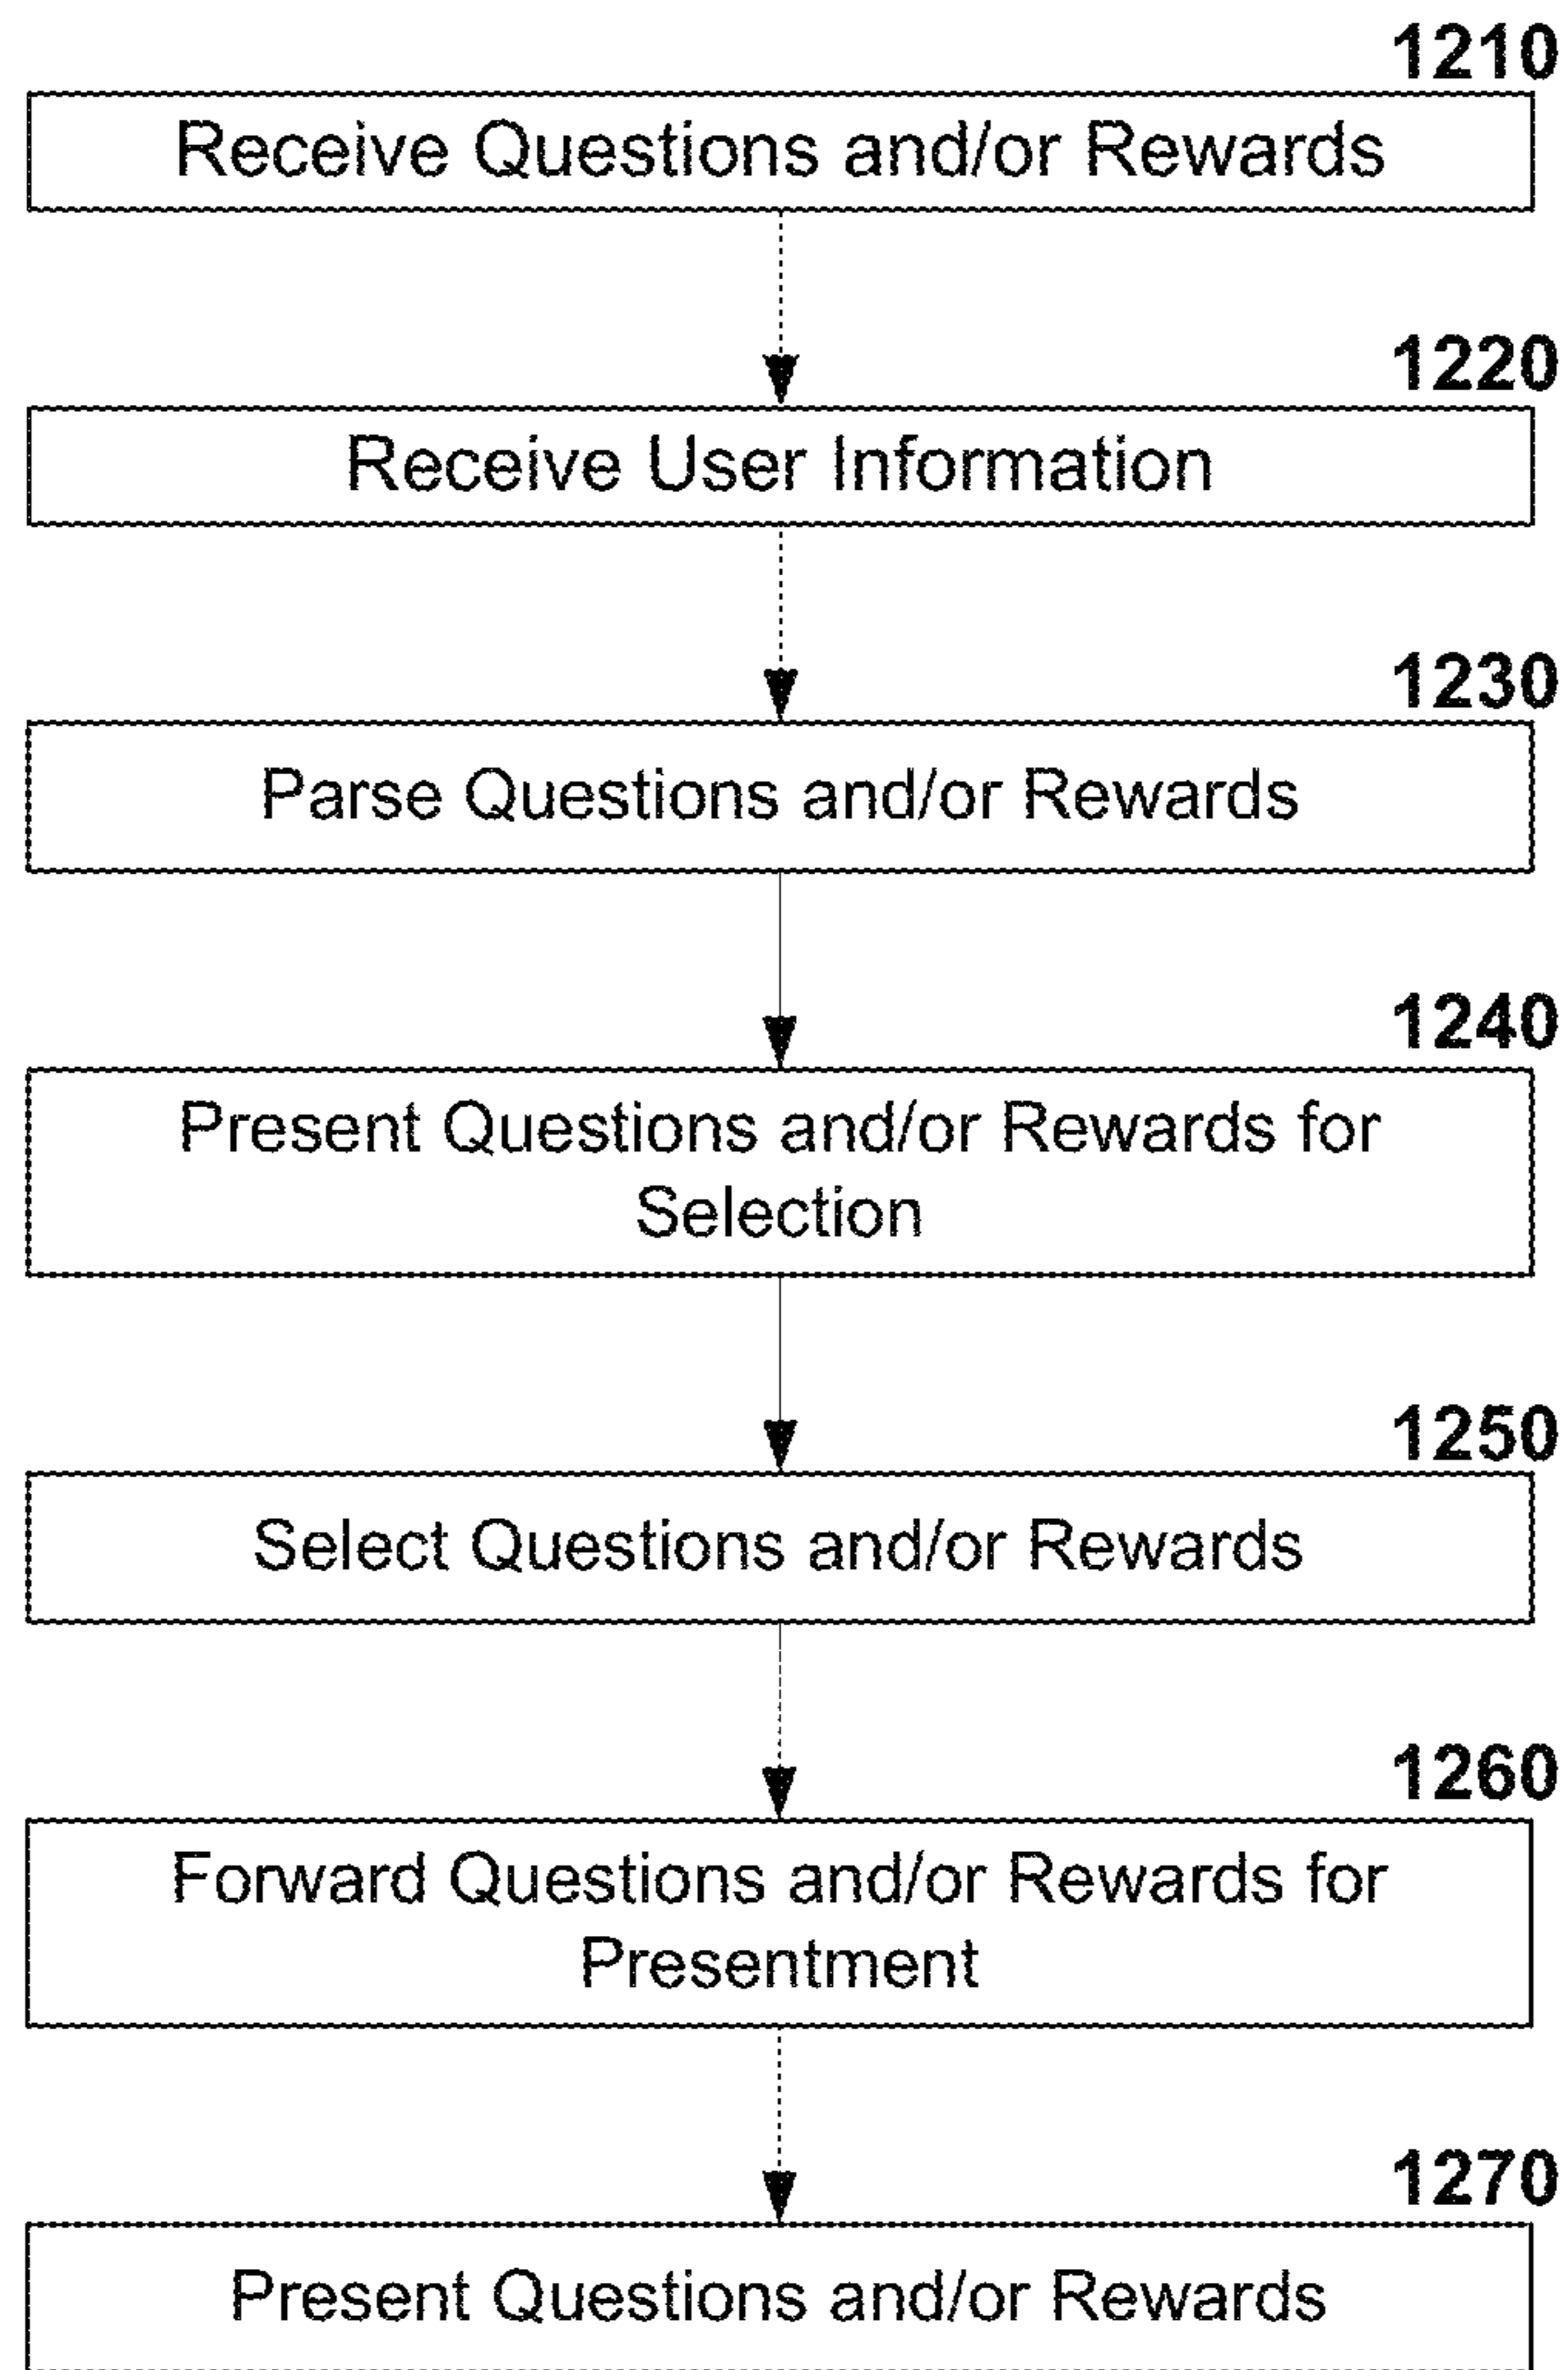 1210
Receive Questions and/or Rewards
1220
Receive User Information
1230
Parse Questions and/or Rewards
1240
Present Questions and/or Rewards for
Selection
1250
Select Questions and/or Rewards
1260
Forward Questions and/or Rewards for
Presentment
1270
Present Questions and/or Rewards